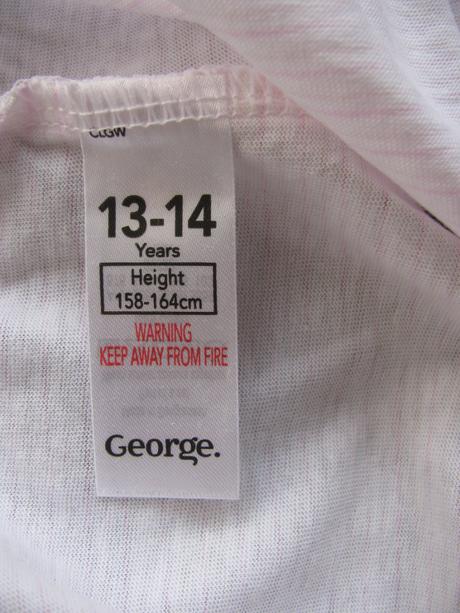 CLGW
13-14
Years
Height
158-164cm
WARNING
KEEP AWAY FROM FIRE
George.